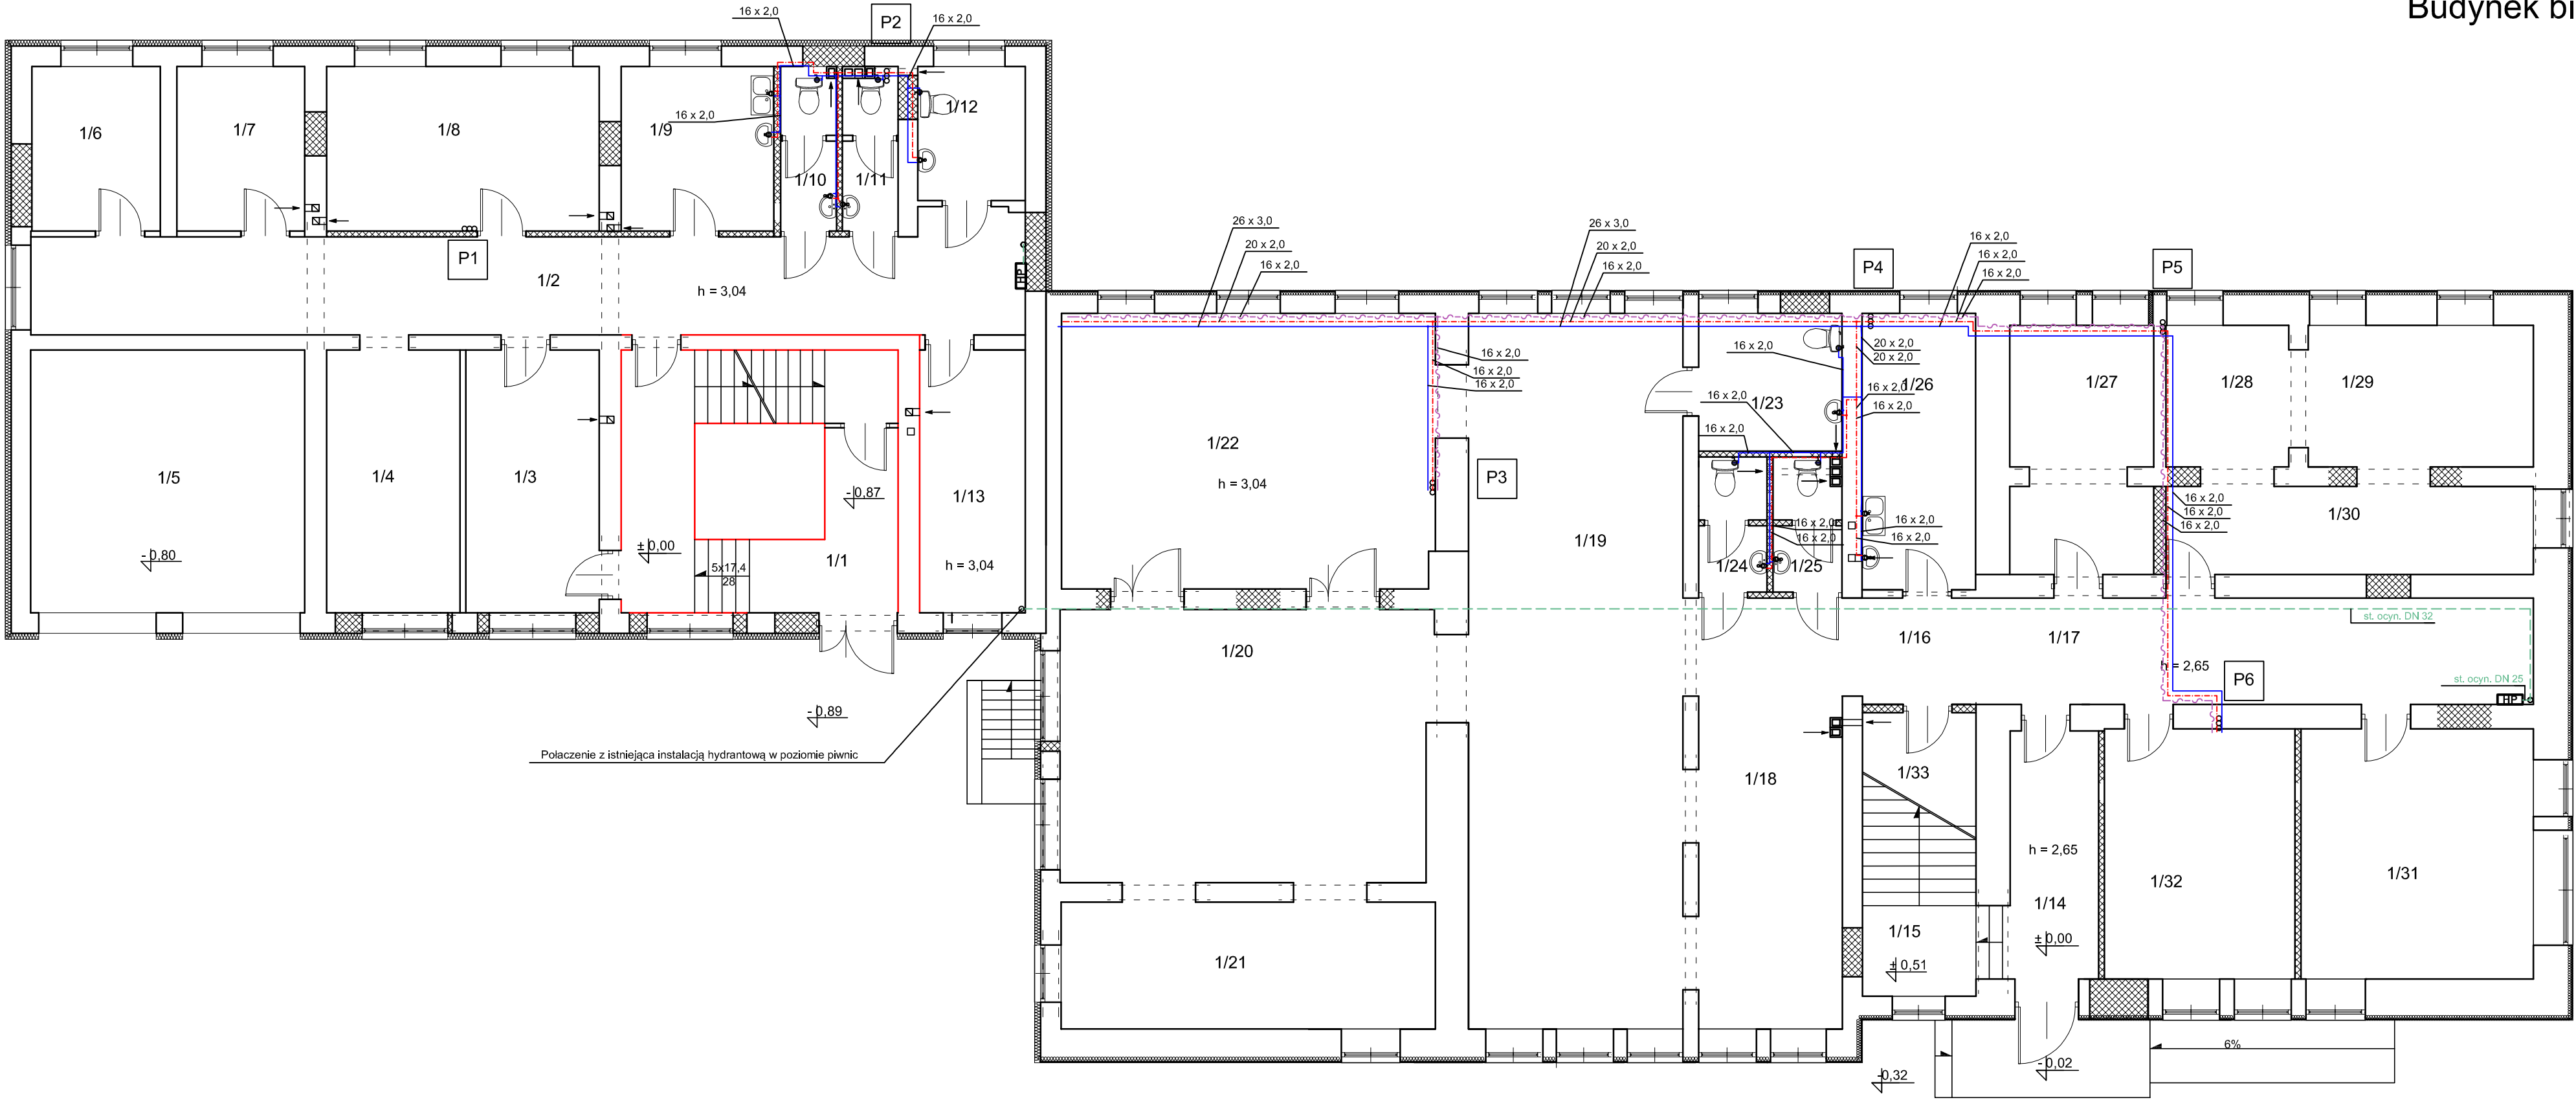 Budynek bi
16 x 2,0
P2
16 x 2,0
1/6
1/7
1/8
1/9
16 x 2,0
1/10
1/11
1/12
P1
1/2
h = 3,04
HP
26 x 3,0
20 x 2,0
16 x 2,0
26 x 3,0
20 x 2,0
16 x 2,0
P4
16 x 2,0
16 x 2,0
16 x 2,0
P5
16 x 2,0
16 x 2,0
16 x 2,0
16 x 2,0
20 x 2,0
20 x 2,0
16 x 2,0
1/26
16 x 2,0
16 x 2,0
1/23
16 x 2,0
1/27
1/28
1/29
1/22
h = 3,04
P3
1/5
1/4
1/3
- 0,87
1/13
- 0,80
± 0,00
5x17,4
28
1/1
h = 3,04
1/19
16 x 2,0
16 x 2,0
16 x 2,0
16 x 2,0
1/24
1/25
16 x 2,0
16 x 2,0
16 x 2,0
1/30
1/20
1/16
1/17
h = 2,65
P6
st. ocyn. DN 32
st. ocyn. DN 25
HP
- 0,89
Połaczenie z istniejąca instalacją hydrantową w poziomie piwnic
1/18
1/33
h = 2,65
1/32
1/31
1/14
1/15
± 0,51
± 0,00
1/21
6%
- 0,02
-0,32